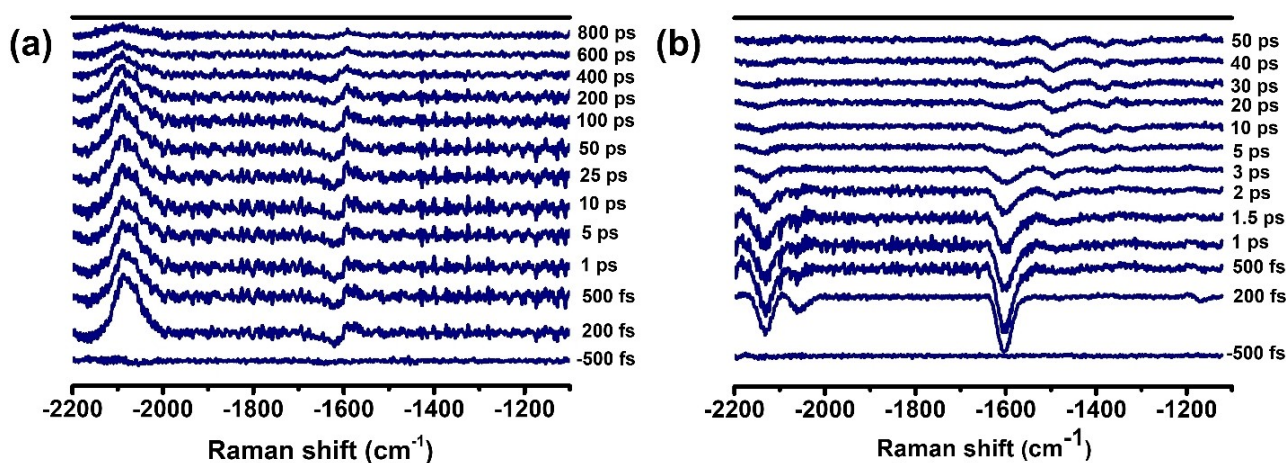 (a)
800 ps
600 ps
400 ps
200 ps
100 ps
50 ps
25 ps
10 ps
5 ps
1 ps
500 fs
200 fs
-500 fs
-2200 -2000 -1800 -1600 -1400 -1200
Raman shift (cm-1)
(b)
50 ps
40 ps
30 ps
20 ps
10 ps
5 ps
3 ps
2 ps
1.5 ps
1 ps
500 fs
200 fs
-500 fs
-2200 -2000 -1800 -1600 -1400 -1200
Raman shift (cm-1)